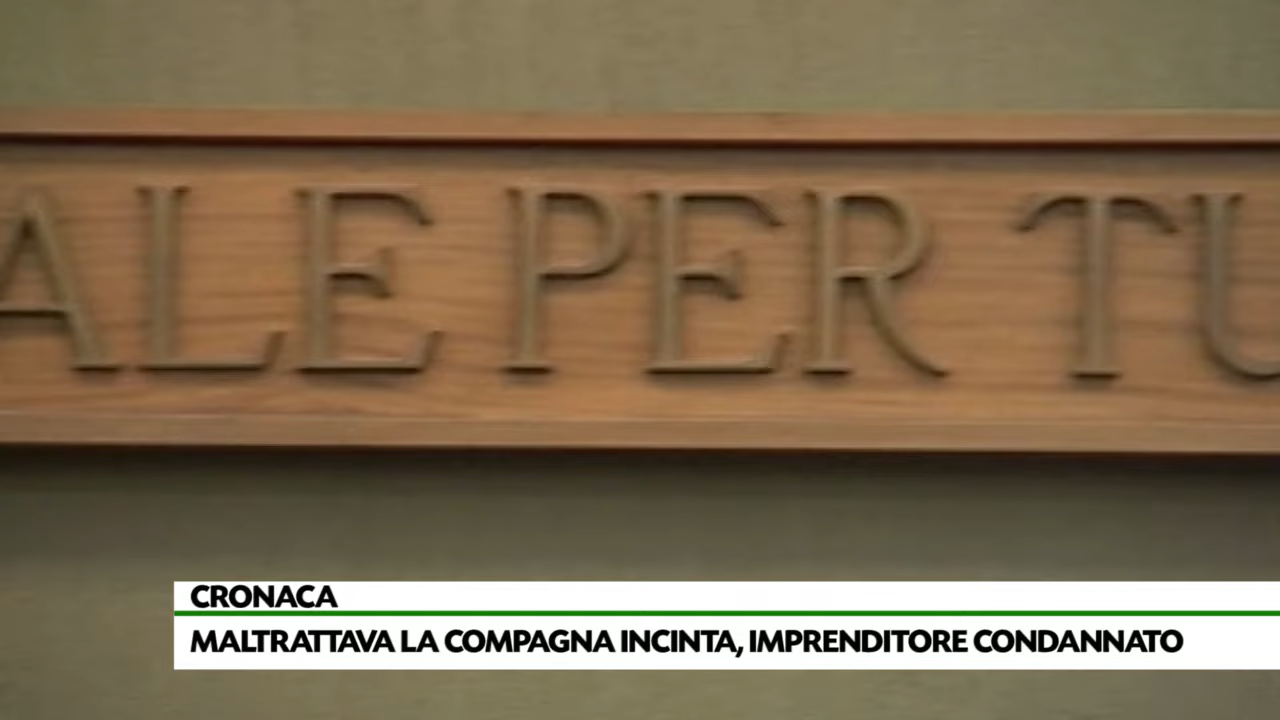 ALE PER TU
CRONACA
MALTRATTAVA LA COMPAGNA INCINTA, IMPRENDITORE CONDANNATO